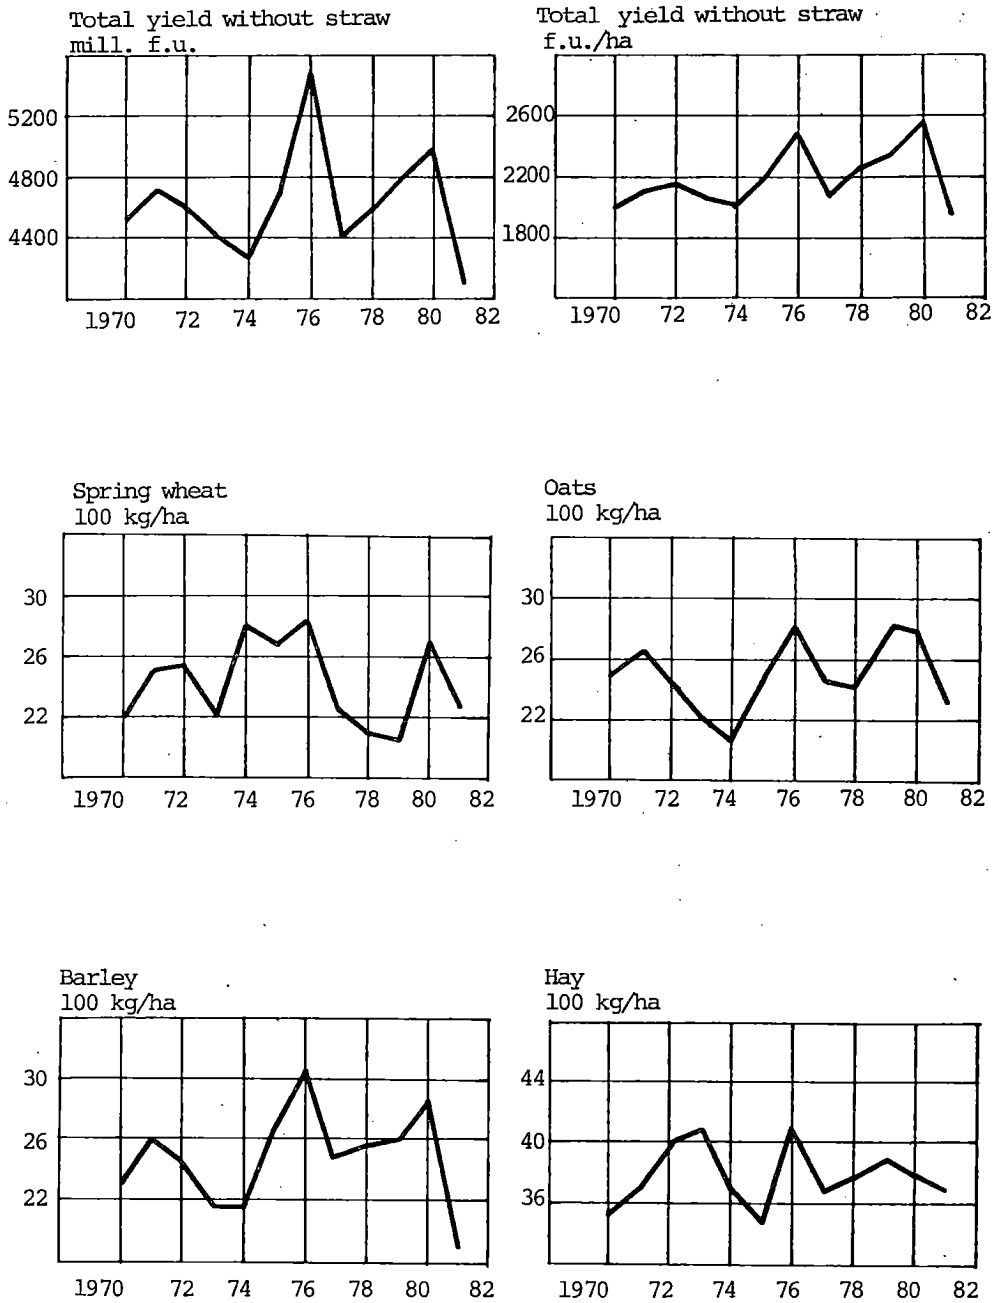 Total yield without straw
mill. f.u.
5200
4800
4400
1970 72 74 76 78 80 82
Total yield without straw
f.u./ha
2600
2200
1800
1970 72 74 76 78 80 82
Spring wheat
100 kg/ha
30
26
22
1970 72 74 76 78 80 82
Oats
100 kg/ha
30
26
22
1970 72 74 76 78 80 82
Barley
100 kg/ha
30
26
22
1970 72 74 76 78 80 82
Hay
100 kg/ha
44
40
36
1970 72 74 76 78 80 82